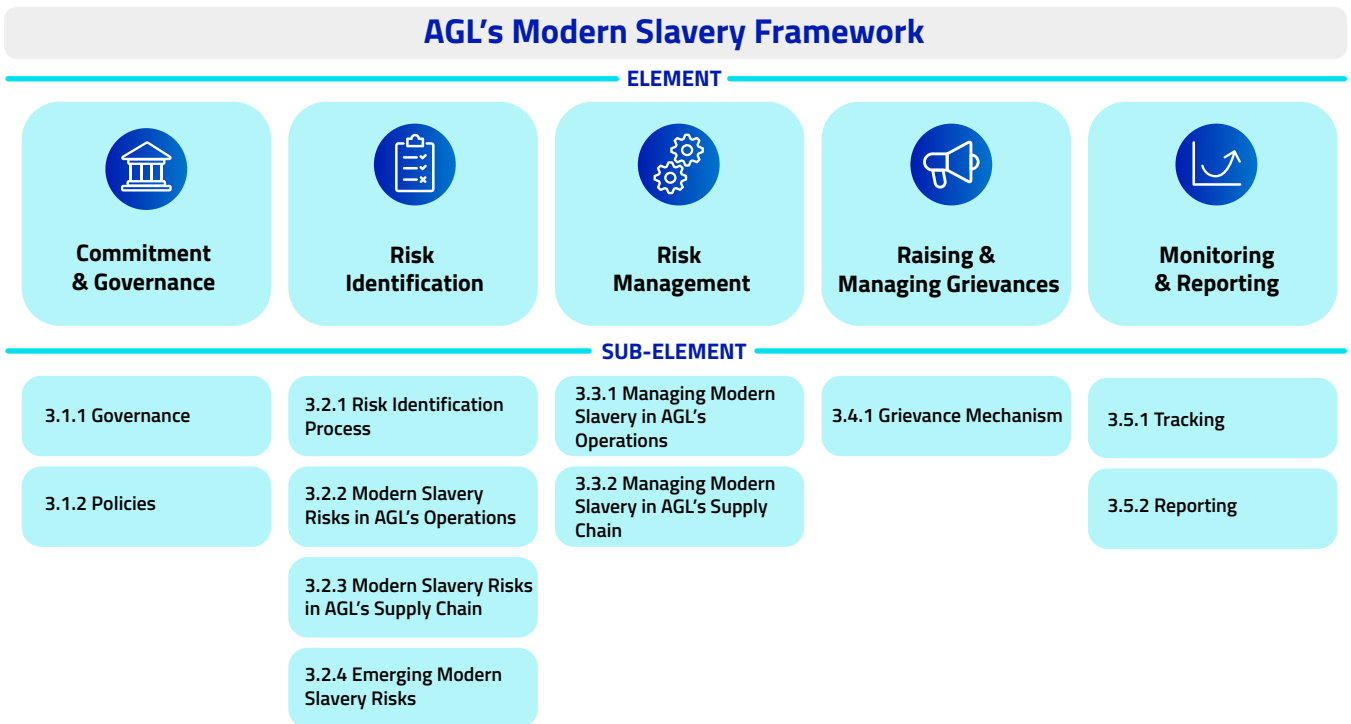 AGL’s Modern Slavery Framework
ELEMENT
Commitment
& Governance
Risk
Identification
Risk
Management
Raising &
Managing Grievances
Monitoring
& Reporting
SUB-ELEMENT
3.1.1 Governance
3.1.2 Policies
3.2.1 Risk Identification
Process
3.2.2 Modern Slavery
Risks in AGL’s Operations
3.2.3 Modern Slavery Risks
in AGL’s Supply Chain
3.2.4 Emerging Modern
Slavery Risks
3.3.1 Managing Modern
Slavery in AGL’s
Operations
3.3.2 Managing Modern
Slavery in AGL’s Supply
Chain
3.4.1 Grievance Mechanism
3.5.1 Tracking
3.5.2 Reporting